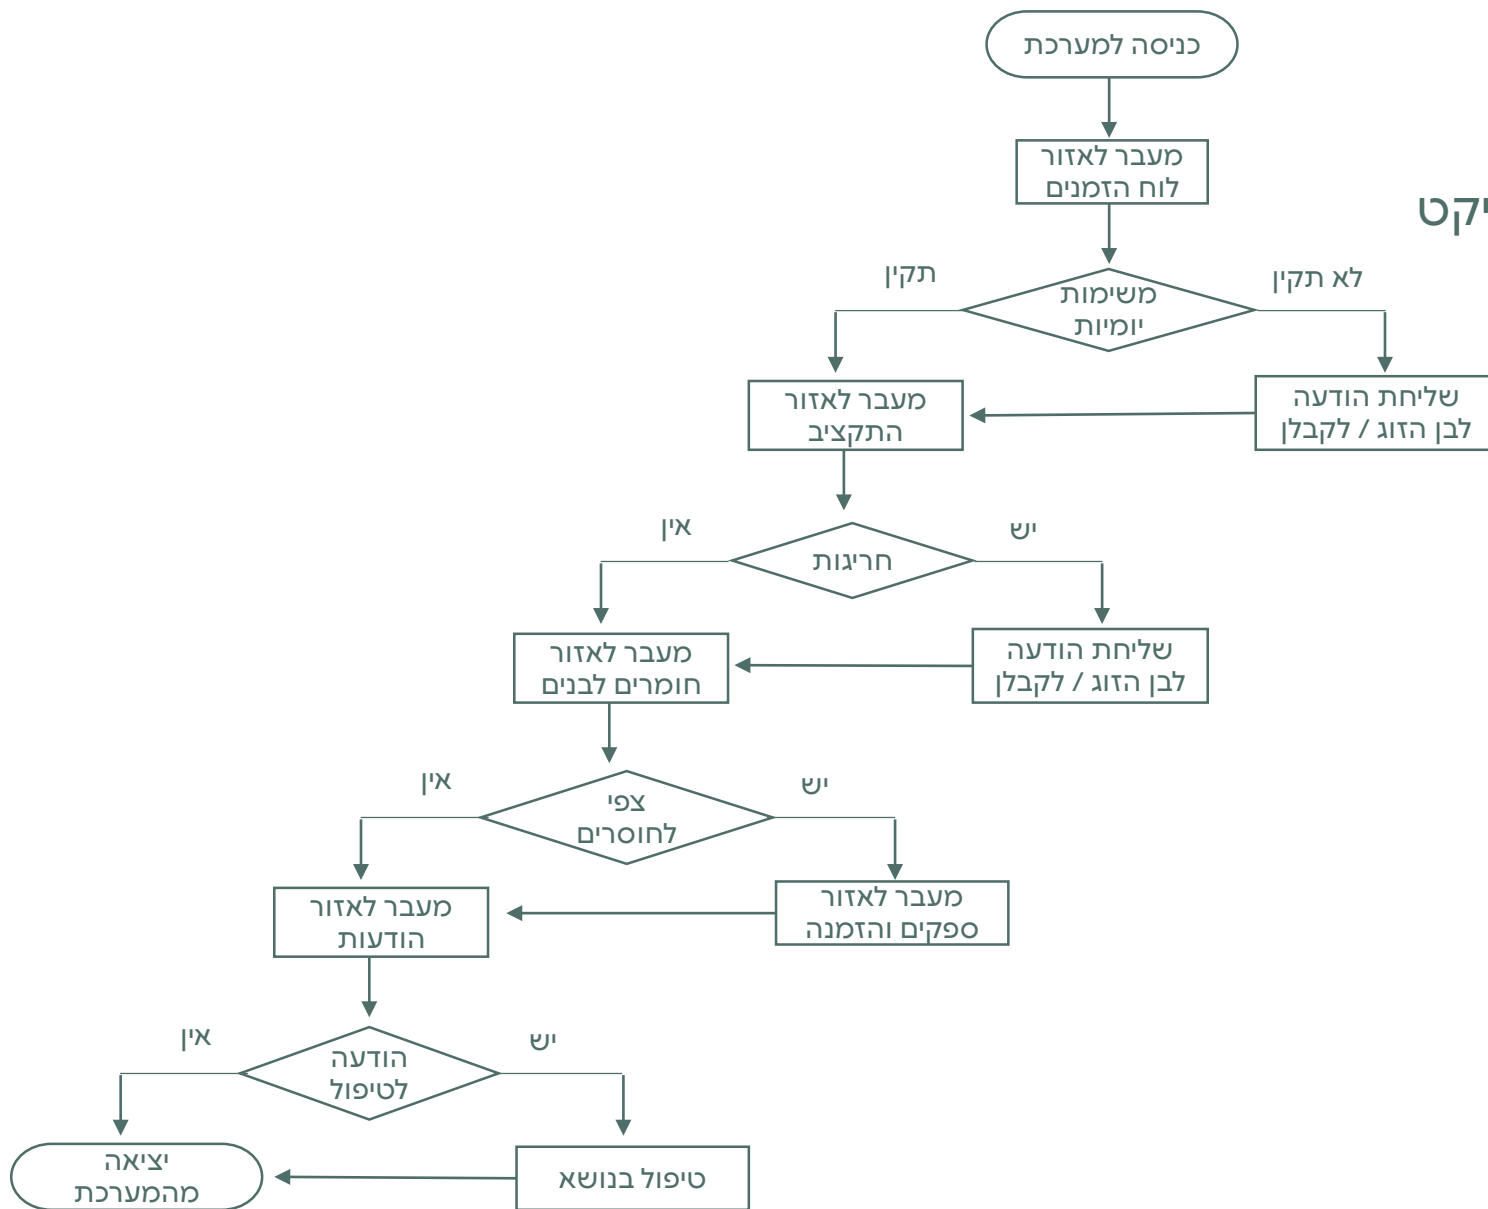 כניסה למערכת
מעבר לאזור
לוח הזמנים
יקט
לא תקין
תקין
משימות
יומיות
שליחת הודעה
לבן הזוג / לקבלן
מעבר לאזור
התקציב
יש
אין
חריגות
שליחת הודעה
לבן הזוג / לקבלן
מעבר לאזור
חומרים לבנים
יש
אין
צפי
לחוסרים
מעבר לאזור
ספקים והזמנה
מעבר לאזור
הודעות
יש
אין
הודעה
לטיפול
טיפול בנושא
יציאה
מהמערכת